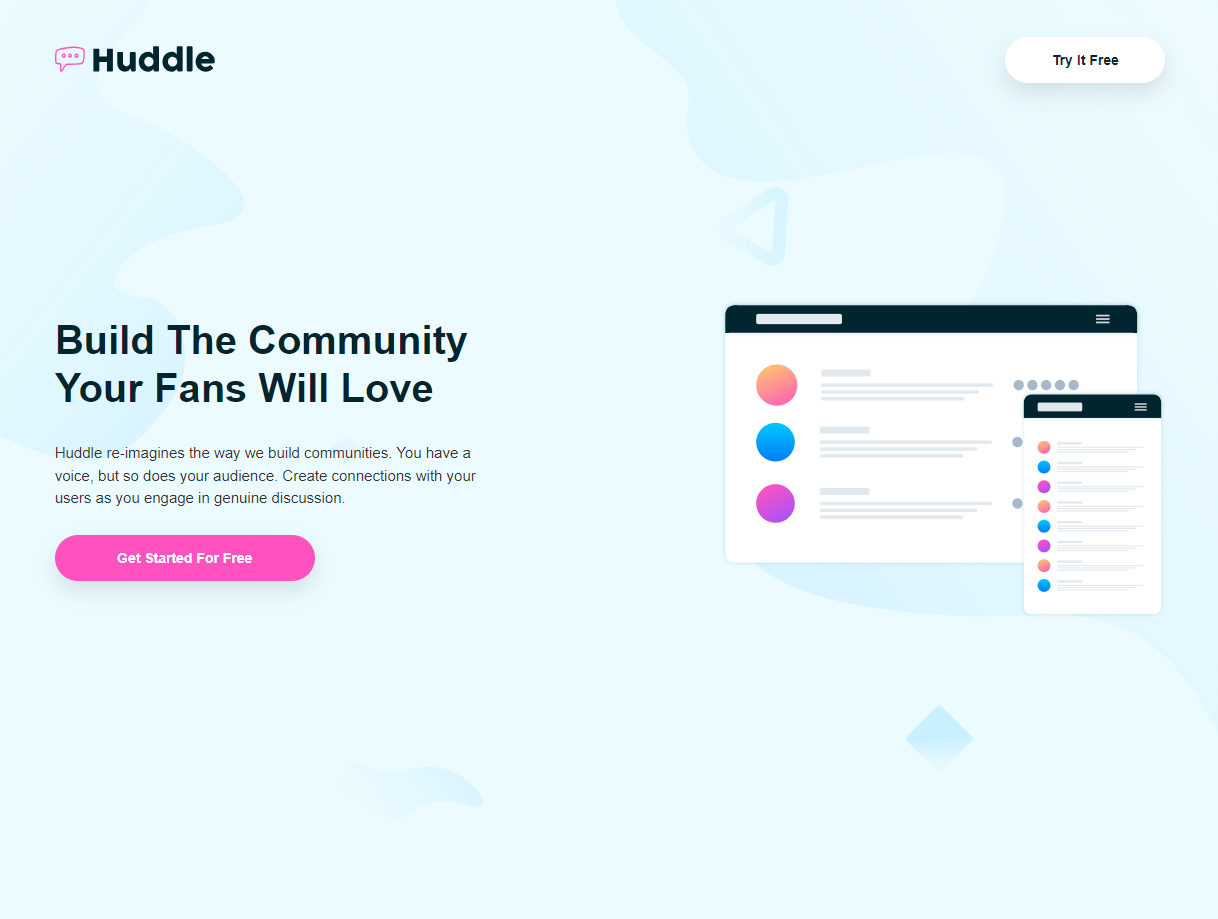 Huddle
Try It Free
Build The Community
Your Fans Will Love
Huddle re-imagines the way we build communities. You have a
voice, but so does your audience. Create connections with your
users as you engage in genuine discussion.
Get Started For Free